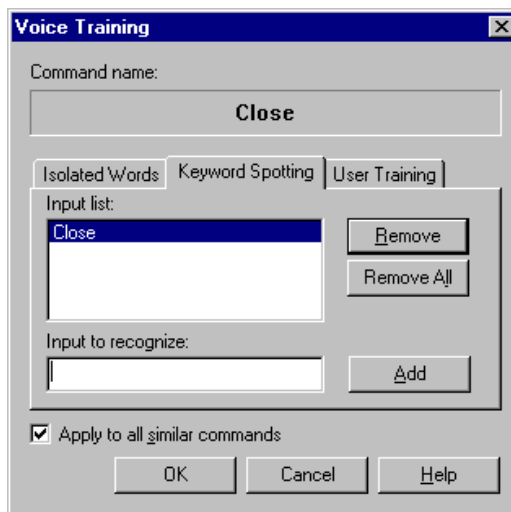 Voice Training
Command name:
Close
Isolated Words Keyword Spotting User Training
Input list:
Close
Remove
Remove All
Input to recognize:
Add
Apply to all similar commands
OK Cancel Help